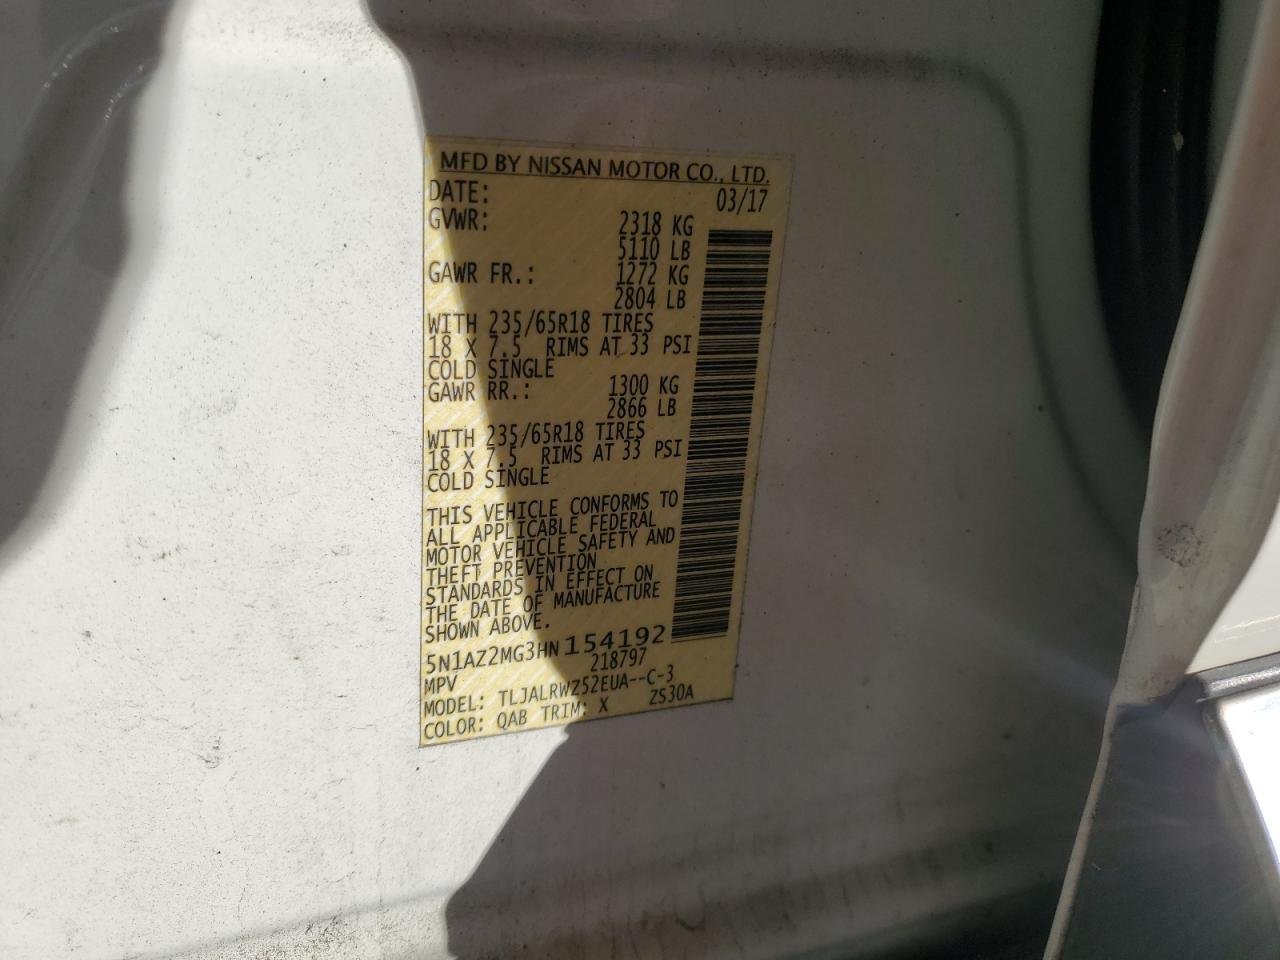 MFD BY NISSAN MOTOR CO., LTD.
DATE: 03/17
GVWR: 2318 KG
5110 LB
GAWR FR.: 1272 KG
2804 LB
WITH 235/65R18 TIRES
18 X 7.5 RIMS AT 33 PSI
COLD SINGLE
GAWR RR.: 1300 KG
2866 LB
WITH 235/65R18 TIRES
18 X 7.5 RIMS AT 33 PSI
COLD SINGLE
THIS VEHICLE CONFORMS TO
ALL APPLICABLE FEDERAL
MOTOR VEHICLE SAFETY AND
THEFT PREVENTION
STANDARDS IN EFFECT ON
THE DATE OF MANUFACTURE
SHOWN ABOVE.
5N1AZ2MG3HN154192
218797
MPV
MODEL: TLJALRWZ52EUA--C-3
COLOR: QAB TRIM: X ZS30A